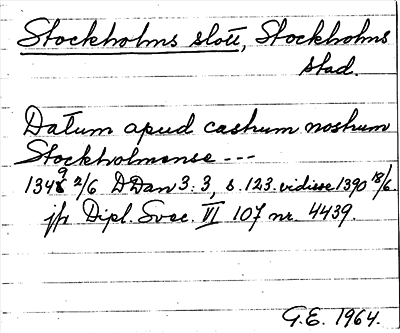 Stockholms slott, Stockholms
stad.
Datum apud castrum nostrum
Stockholmense ---
1349 2/6 DDan 3:3, s. 123. vidisse 1390 18/6.
jfr Dipl. Svec. VI 107 nr. 4439.
G.E. 1964.